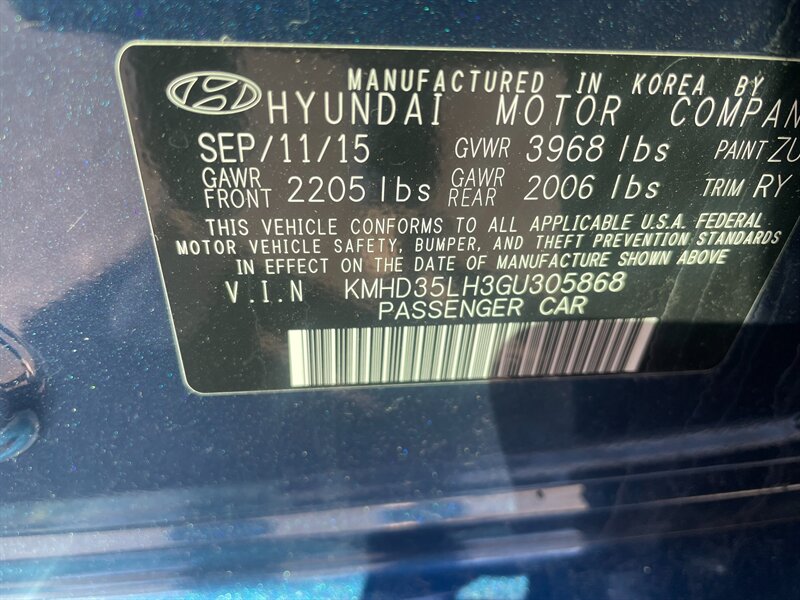 MANUFACTURED IN KOREA BY
HYUNDAI MOTOR COMPAN
SEP/11/15 GVWR 3968 lbs PAINT ZU
GAWR FRONT 2205 lbs GAWR REAR 2006 lbs TRIM RY
THIS VEHICLE CONFORMS TO ALL APPLICABLE U.S.A. FEDERAL
MOTOR VEHICLE SAFETY, BUMPER, AND THEFT PREVENTION STANDARDS
IN EFFECT ON THE DATE OF MANUFACTURE SHOWN ABOVE
V.I.N KMHD35LH3GU305868
PASSENGER CAR